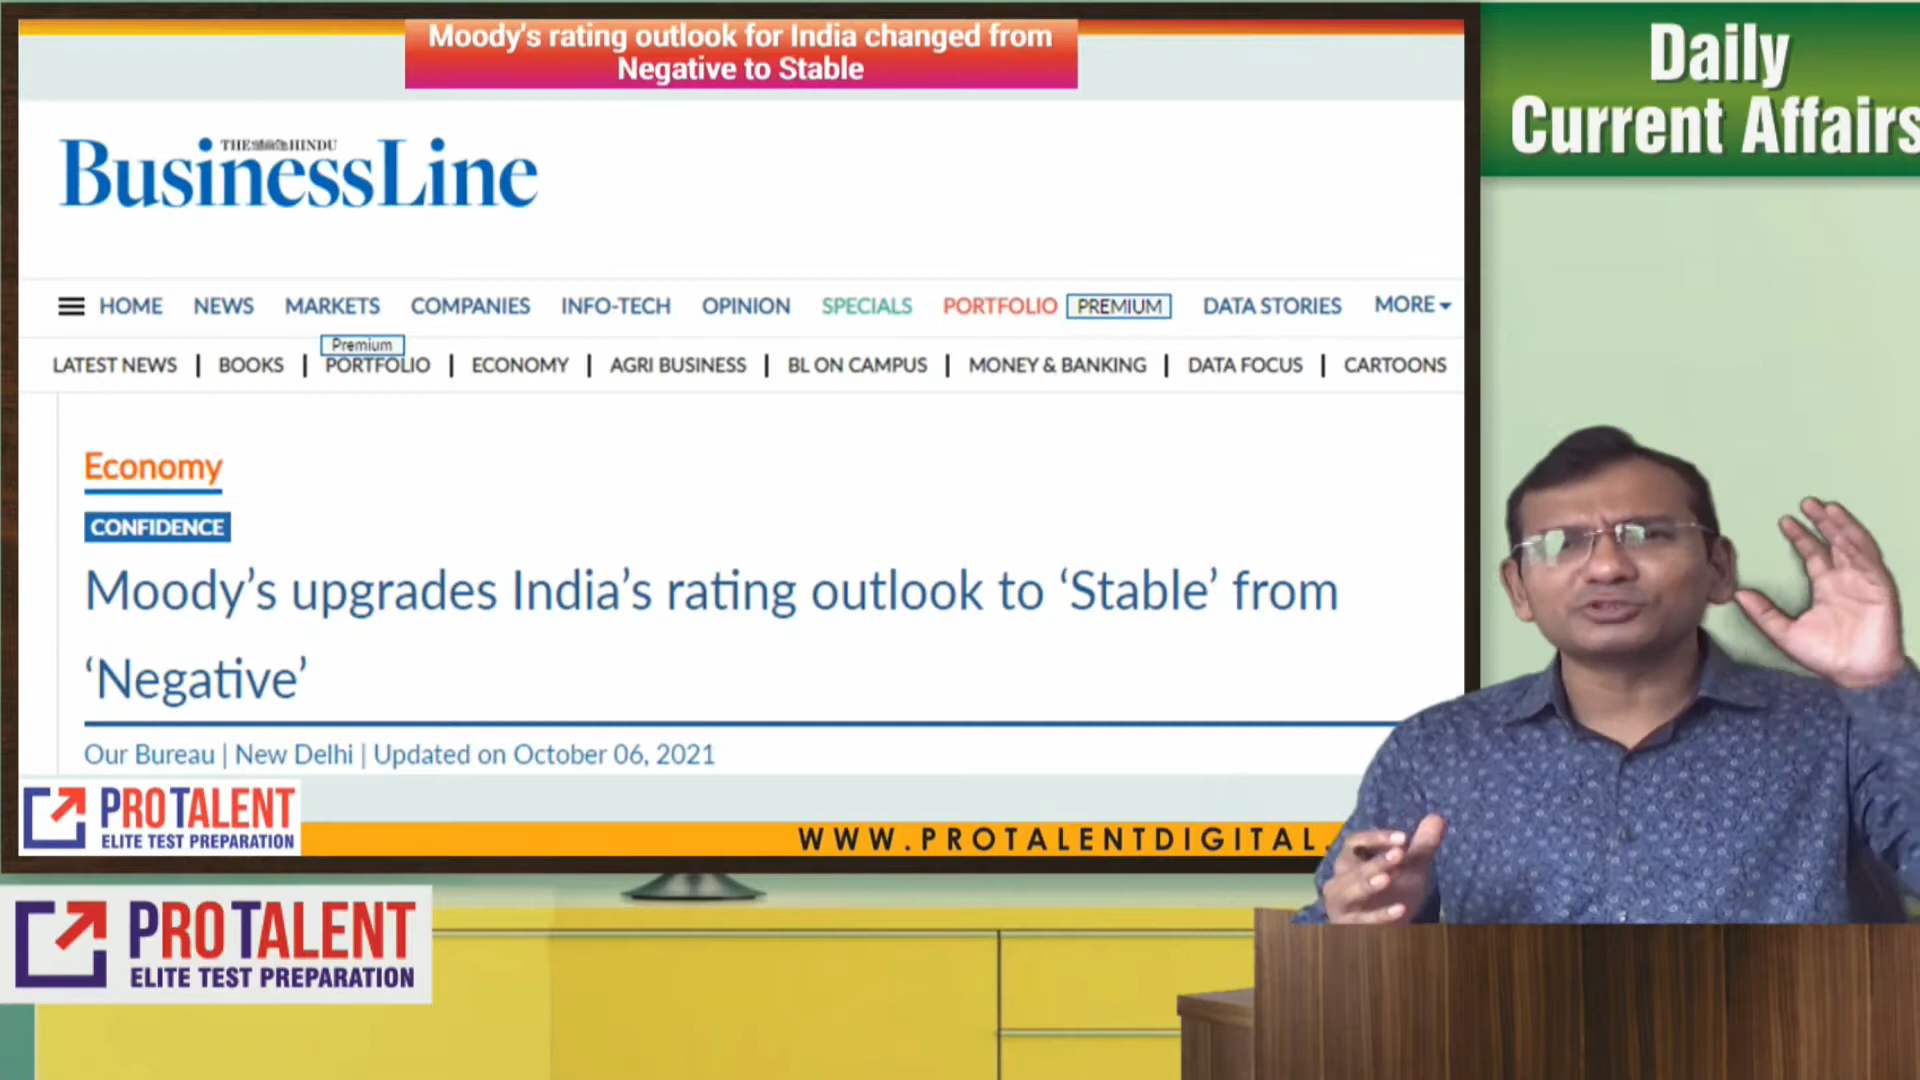 Moody's rating outlook for India changed from
Negative to Stable
Daily
Current Affairs
THE HINDU
BusinessLine
HOME NEWS MARKETS COMPANIES INFO-TECH OPINION SPECIALS PORTFOLIO PREMIUM DATA STORIES MORE
Premium
LATEST NEWS | BOOKS | PORTFOLIO | ECONOMY | AGRI BUSINESS | BL ON CAMPUS | MONEY & BANKING | DATA FOCUS | CARTOONS
Economy
CONFIDENCE
Moody's upgrades India's rating outlook to ‘Stable’ from
‘Negative’
Our Bureau | New Delhi | Updated on October 06, 2021
PROTALENT
ELITE TEST PREPARATION
WWW.PROTALENTDIGITAL.
PROTALENT
ELITE TEST PREPARATION